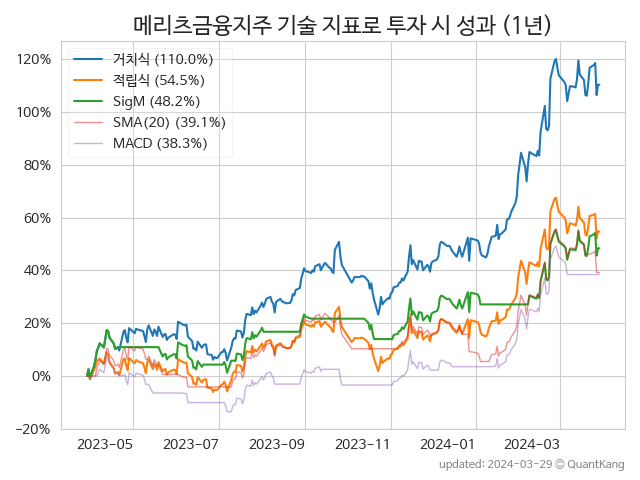 메리츠금융지주 기술 지표로 투자 시 성과 (1년)
거치식 (110.0%)
적립식 (54.5%)
SigM (48.2%)
SMA(20) (39.1%)
MACD (38.3%)
120%
100%
80%
60%
40%
20%
0%
−20%
2023-05 2023-07 2023-09 2023-11 2024-01 2024-03
updated: 2024-03-29 © QuantKang